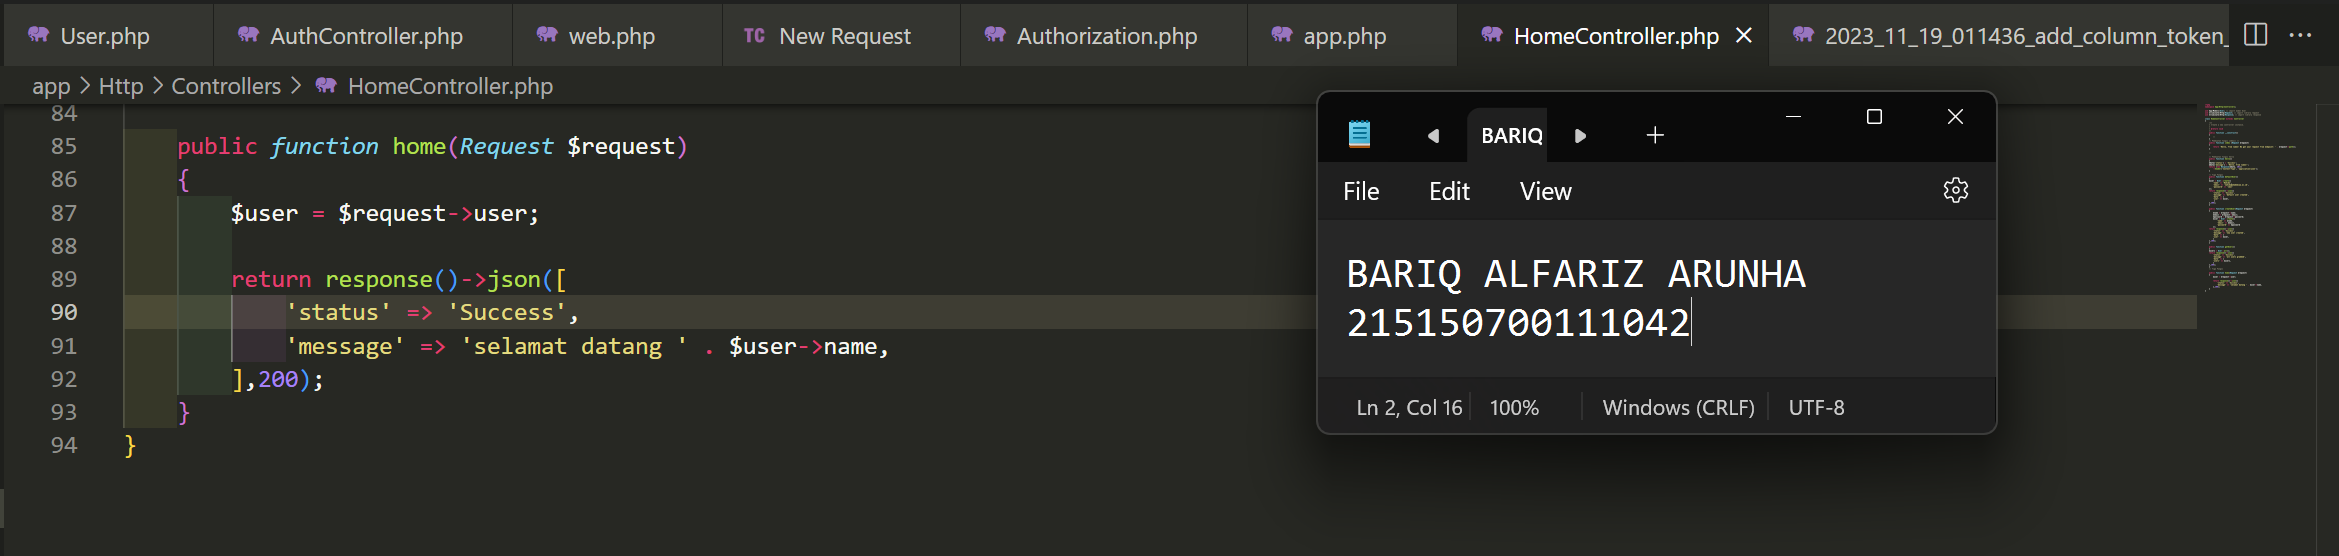 User.php AuthController.php web.php TC New Request Authorization.php app.php HomeController.php 2023_11_19_011436_add_column_token_
app > Http > Controllers > HomeController.php
84
85 public function home(Request $request)
86 {
87 $user = $request->user;
88
89 return response()->json([
90 'status' => 'Success',
91 'message' => 'selamat datang ' . $user->name,
92 ],200);
93 }
94 }
BARIQ
File Edit View
BARIQ ALFARIZ ARUNHA
215150700111042
Ln 2, Col 16 100% Windows (CRLF) UTF-8